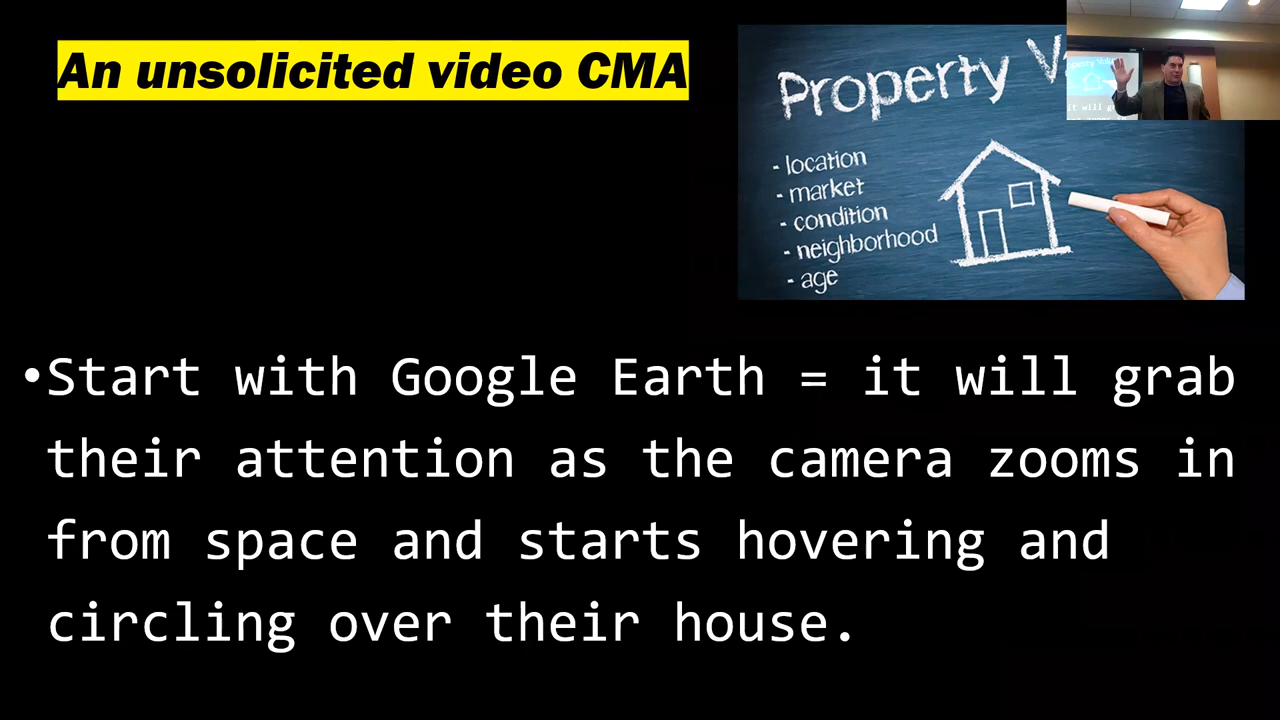 An unsolicited video CMA
Property
- location
- market
- condition
- neighborhood
- age
•Start with Google Earth = it will grab
their attention as the camera zooms in
from space and starts hovering and
circling over their house.